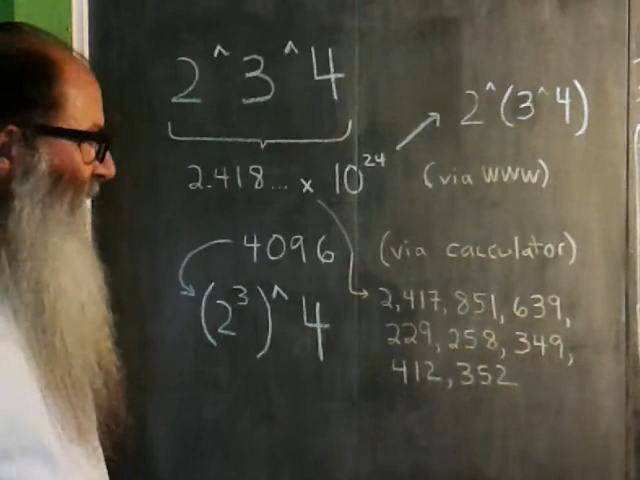 2^3^4
2^(3^4)
2.418... x 10^24
(via www)
4096
(via calculator)
(2^3)^4
2,417,851,639,
229,258,349,
412,352